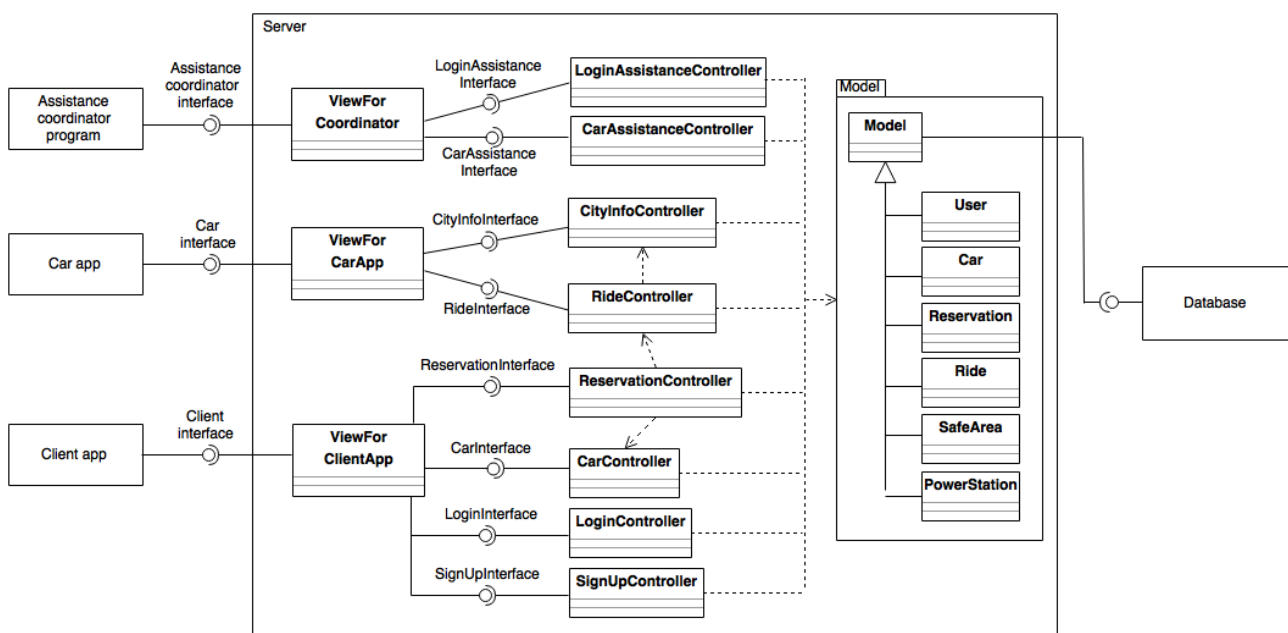 Server
Assistance
coordinator
interface
LoginAssistance
Interface
LoginAssistanceController
Model
Assistance
coordinator
program
ViewFor
Coordinator
CarAssistanceController
Model
CarAssistance
Interface
User
CityInfoInterface
CityInfoController
Car
interface
Car app
ViewFor
CarApp
Car
RideInterface
RideController
Reservation
Database
ReservationInterface
ReservationController
Ride
Client
interface
Client app
ViewFor
ClientApp
SafeArea
CarInterface
CarController
PowerStation
LoginInterface
LoginController
SignUpInterface
SignUpController